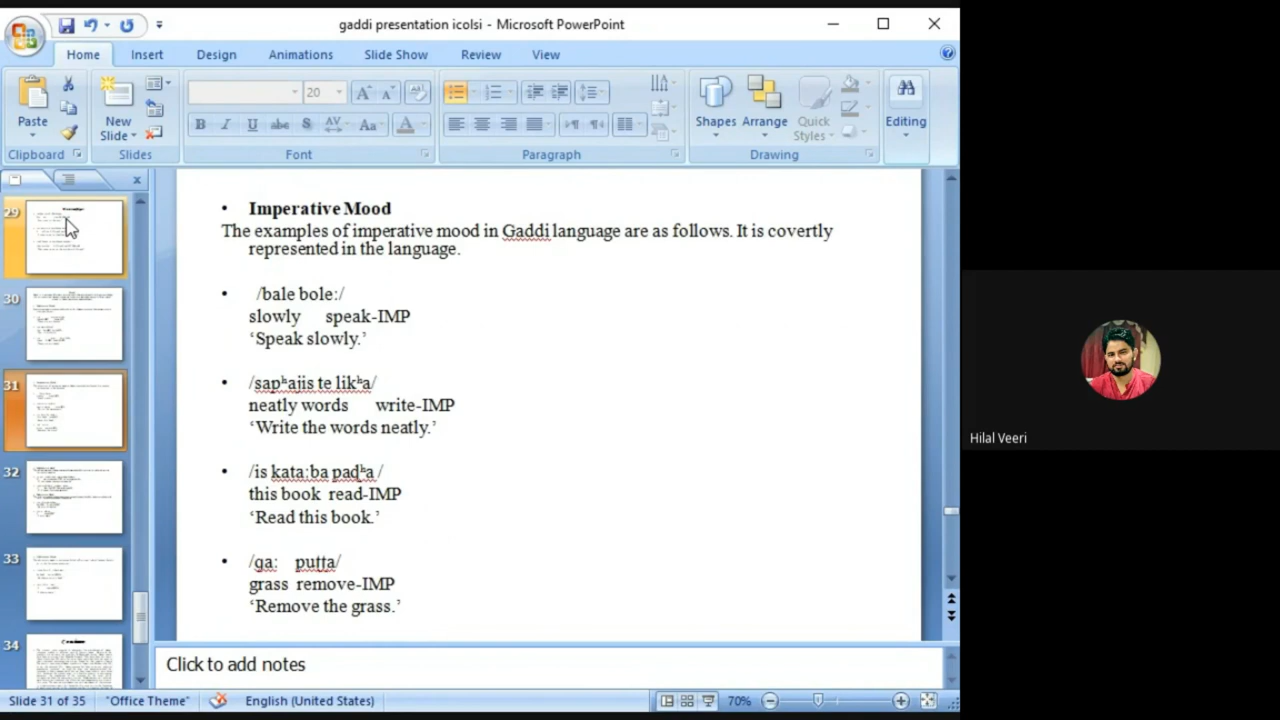 gaddi presentation icolsi - Microsoft PowerPoint
Home Insert Design Animations Slide Show Review View
20
Paste New Slide Shapes Arrange Quick Styles Editing
B I U abc S AV Aa A
Clipboard Slides Font Paragraph Drawing
29
30
31
32
33
34
• Imperative Mood
The examples of imperative mood in Gaddi language are as follows. It is covertly
represented in the language.
• /bale bole:/
slowly speak-IMP
‘Speak slowly.’
• /sapʰajis te likʰa/
neatly words write-IMP
‘Write the words neatly.’
• /is kata:ba padʰa /
this book read-IMP
‘Read this book.’
• /ga: putta/
grass remove-IMP
‘Remove the grass.’
Click to add notes
Slide 31 of 35 "Office Theme" English (United States) 70%
Hilal Veeri